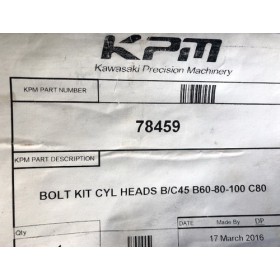 KPM
Kawasaki Precision Machinery
KPM PART NUMBER
78459
KPM PART DESCRIPTION
BOLT KIT CYL HEADS B/C45 B60-80-100 C80
Qty
DATE
Made By
DP
17 March 2016